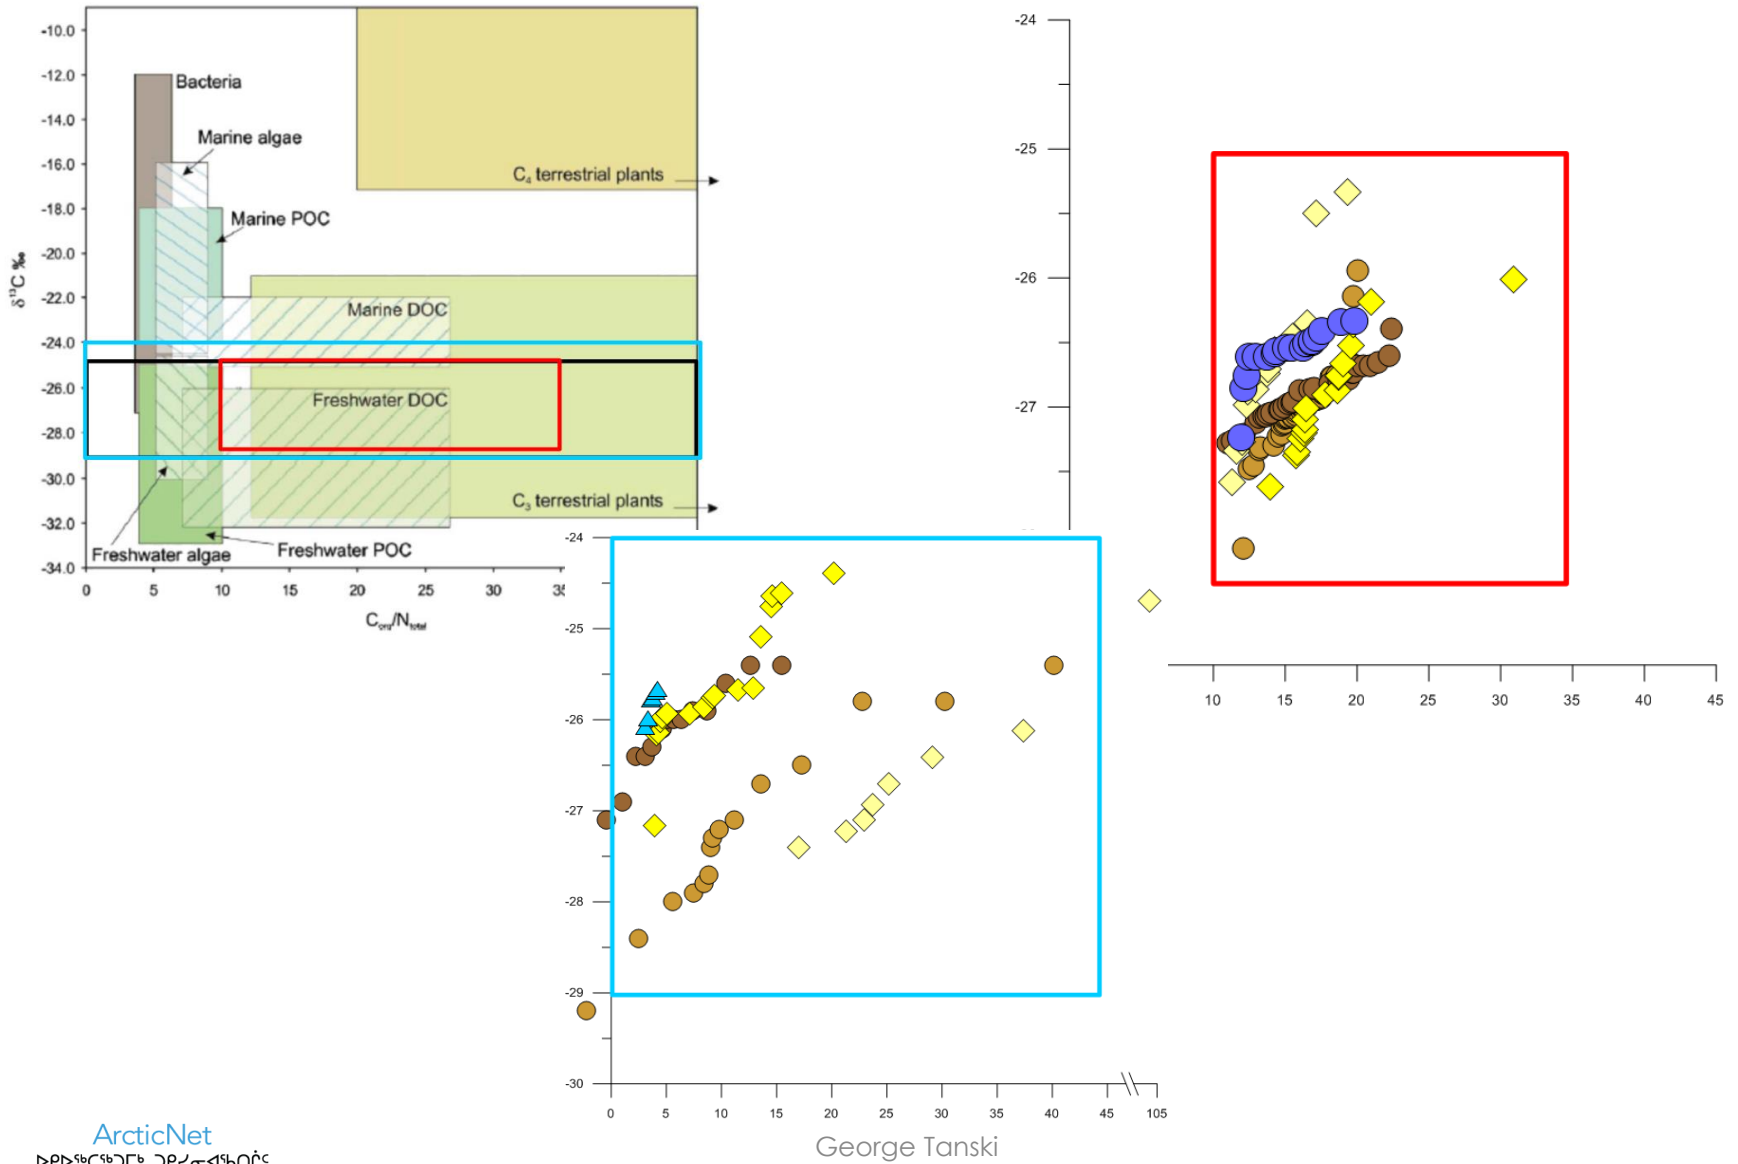 -10.0
-12.0
-14.0
-16.0
-18.0
-20.0
-22.0
-24.0
-26.0
-28.0
-30.0
-32.0
-34.0
δ¹³C ‰
Bacteria
Marine algae
C₄ terrestrial plants
Marine POC
Marine DOC
Freshwater DOC
C₃ terrestrial plants
Freshwater POC
Freshwater algae
0 5 10 15 20 25 30
C_org/N_total
-24
-25
-26
-27
10 15 20 25 30 35 40 45
-24
-25
-26
-27
-28
-29
-30
0 5 10 15 20 25 30 35 40 45 105
George Tanski
ArcticNet